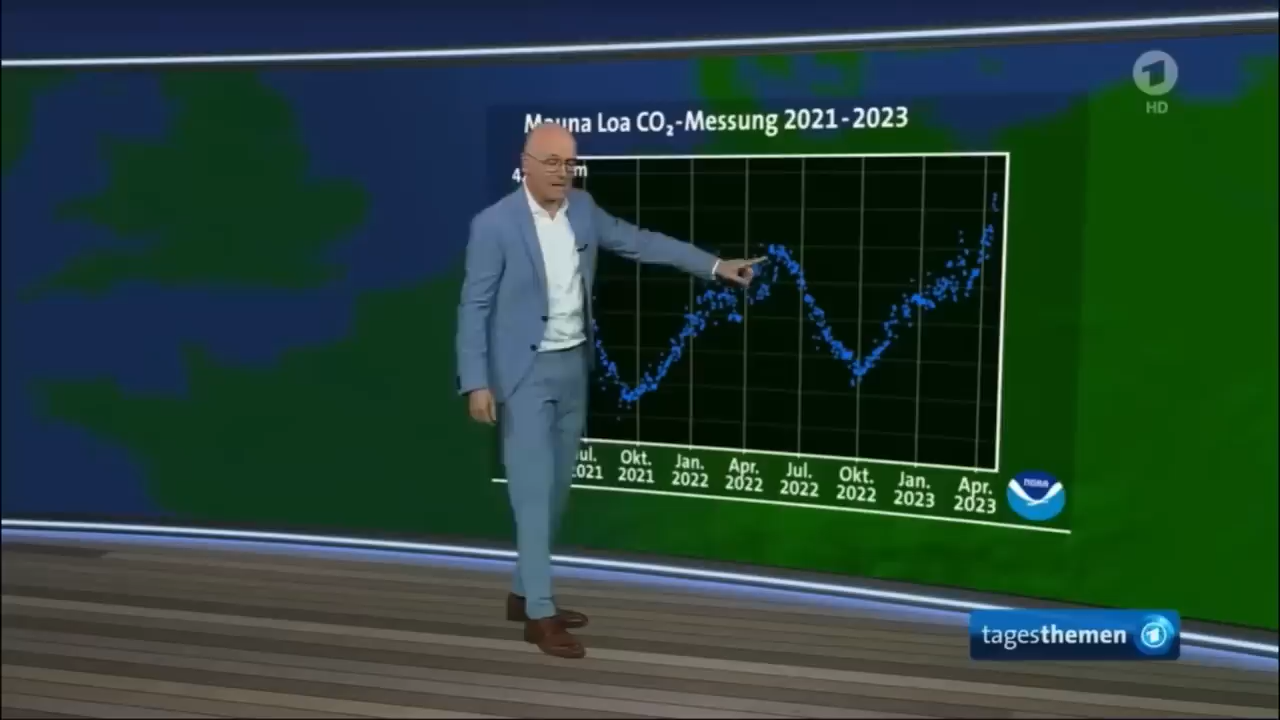 HD
Mauna Loa CO₂-Messung 2021-2023
Okt. 2021
Jan. 2022
Apr. 2022
Jul. 2022
Okt. 2022
Jan. 2023
Apr. 2023
2021
noaa
tagesthemen